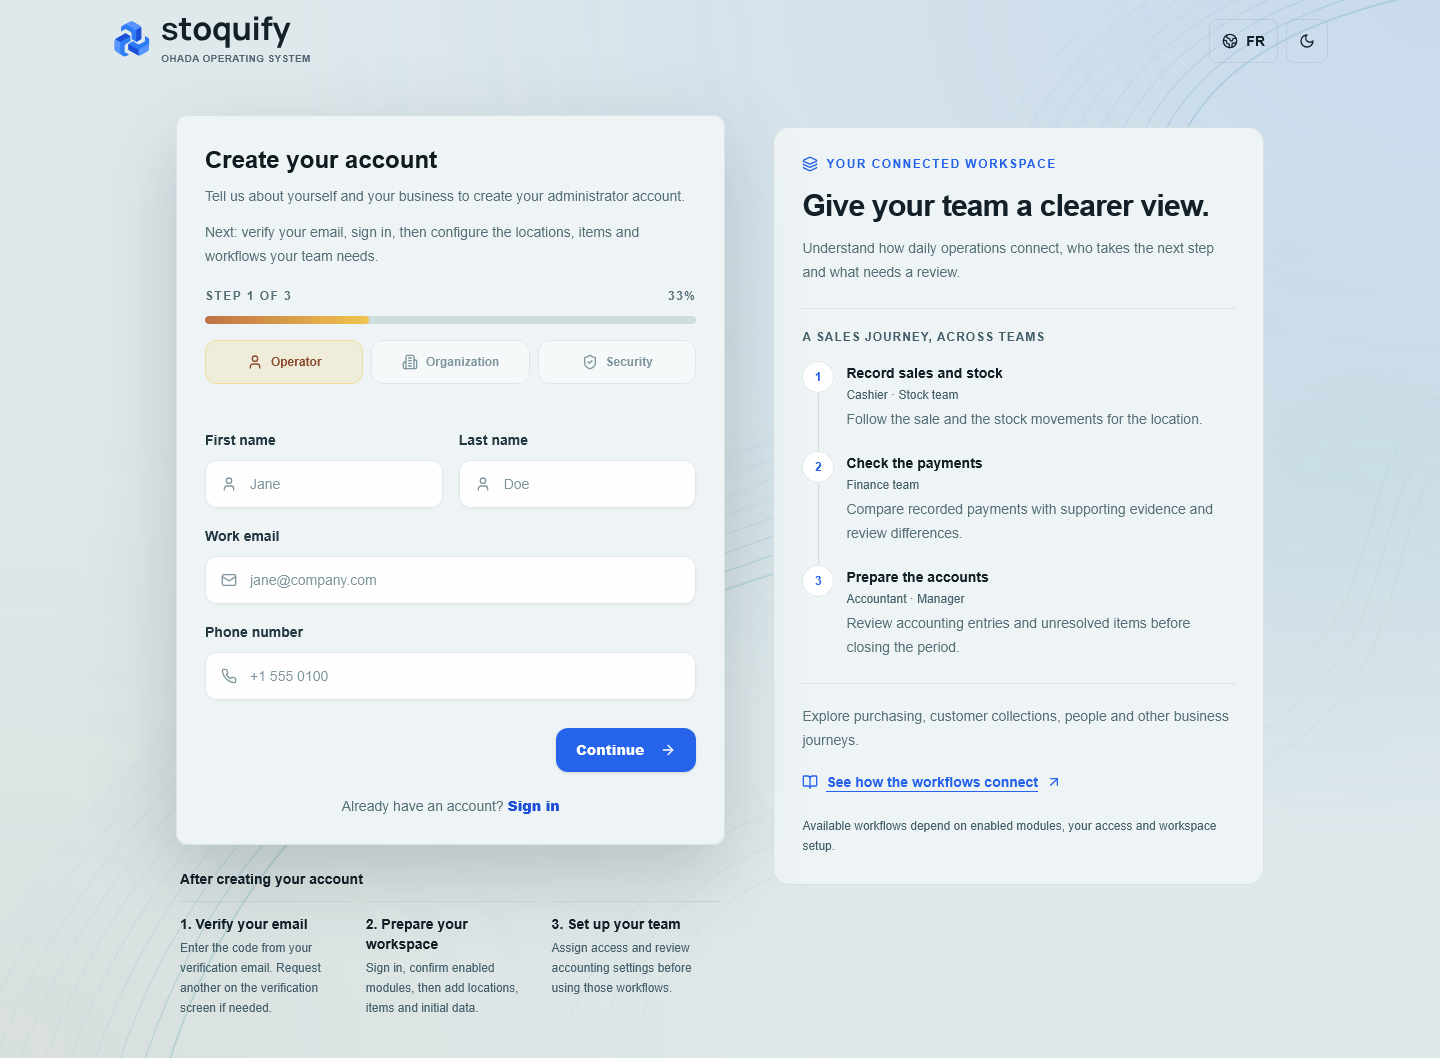 stoquify
OHADA OPERATING SYSTEM
FR
Create your account
Tell us about yourself and your business to create your administrator account.
Next: verify your email, sign in, then configure the locations, items and
workflows your team needs.
STEP 1 OF 3
33%
Operator
Organization
Security
First name
Last name
Jane
Doe
Work email
jane@company.com
Phone number
+1 555 0100
Continue
Already have an account? Sign in
After creating your account
1. Verify your email
Enter the code from your
verification email. Request
another on the verification
screen if needed.
2. Prepare your
workspace
Sign in, confirm enabled
modules, then add locations,
items and initial data.
3. Set up your team
Assign access and review
accounting settings before
using those workflows.
YOUR CONNECTED WORKSPACE
Give your team a clearer view.
Understand how daily operations connect, who takes the next step
and what needs a review.
A SALES JOURNEY, ACROSS TEAMS
1
Record sales and stock
Cashier · Stock team
Follow the sale and the stock movements for the location.
2
Check the payments
Finance team
Compare recorded payments with supporting evidence and
review differences.
3
Prepare the accounts
Accountant · Manager
Review accounting entries and unresolved items before
closing the period.
Explore purchasing, customer collections, people and other business
journeys.
See how the workflows connect
Available workflows depend on enabled modules, your access and workspace
setup.